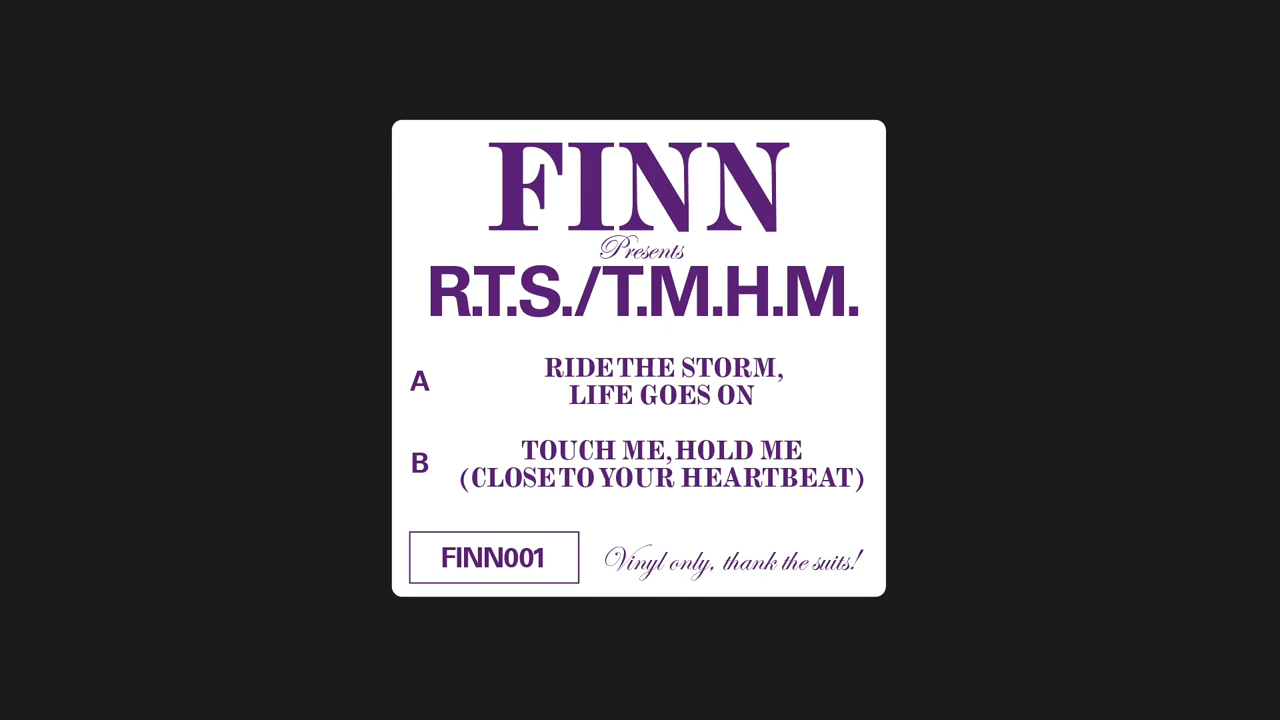 FINN
Presents
R.T.S./T.M.H.M.
A
RIDE THE STORM,
LIFE GOES ON
B
TOUCH ME, HOLD ME
(CLOSE TO YOUR HEARTBEAT)
FINN001
Vinyl only, thank the suits!